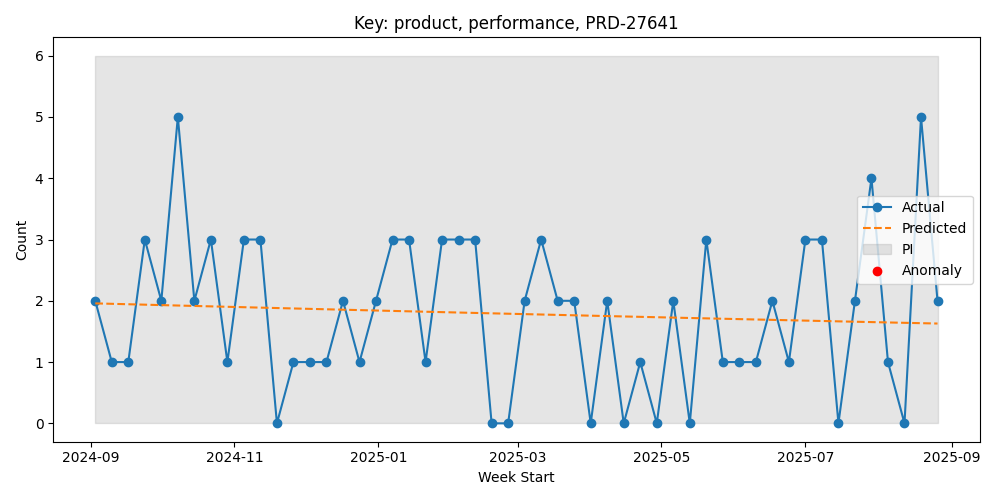 Key: product, performance, PRD-27641
Count
6
5
4
3
2
1
0
Actual
Predicted
PI
Anomaly
2024-09 2024-11 2025-01 2025-03 2025-05 2025-07 2025-09
Week Start